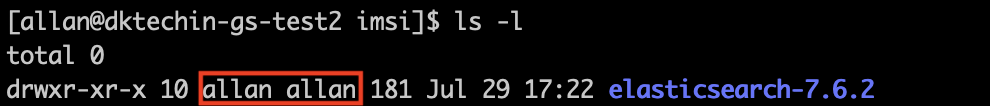 [allan@dktechin-gs-test2 imsi]$ ls -l
total 0
drwxr-xr-x 10 allan allan 181 Jul 29 17:22 elasticsearch-7.6.2